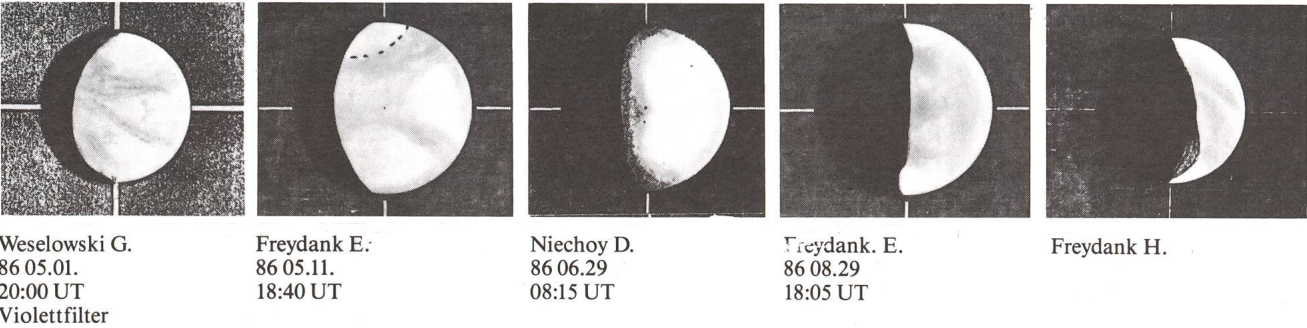 Weselowski G.
86 05.01.
20:00 UT
Violettfilter
Freydank E.
86 05.11.
18:40 UT
Niechoy D.
86 06.29
08:15 UT
Freydank. E.
86 08.29
18:05 UT
Freydank H.